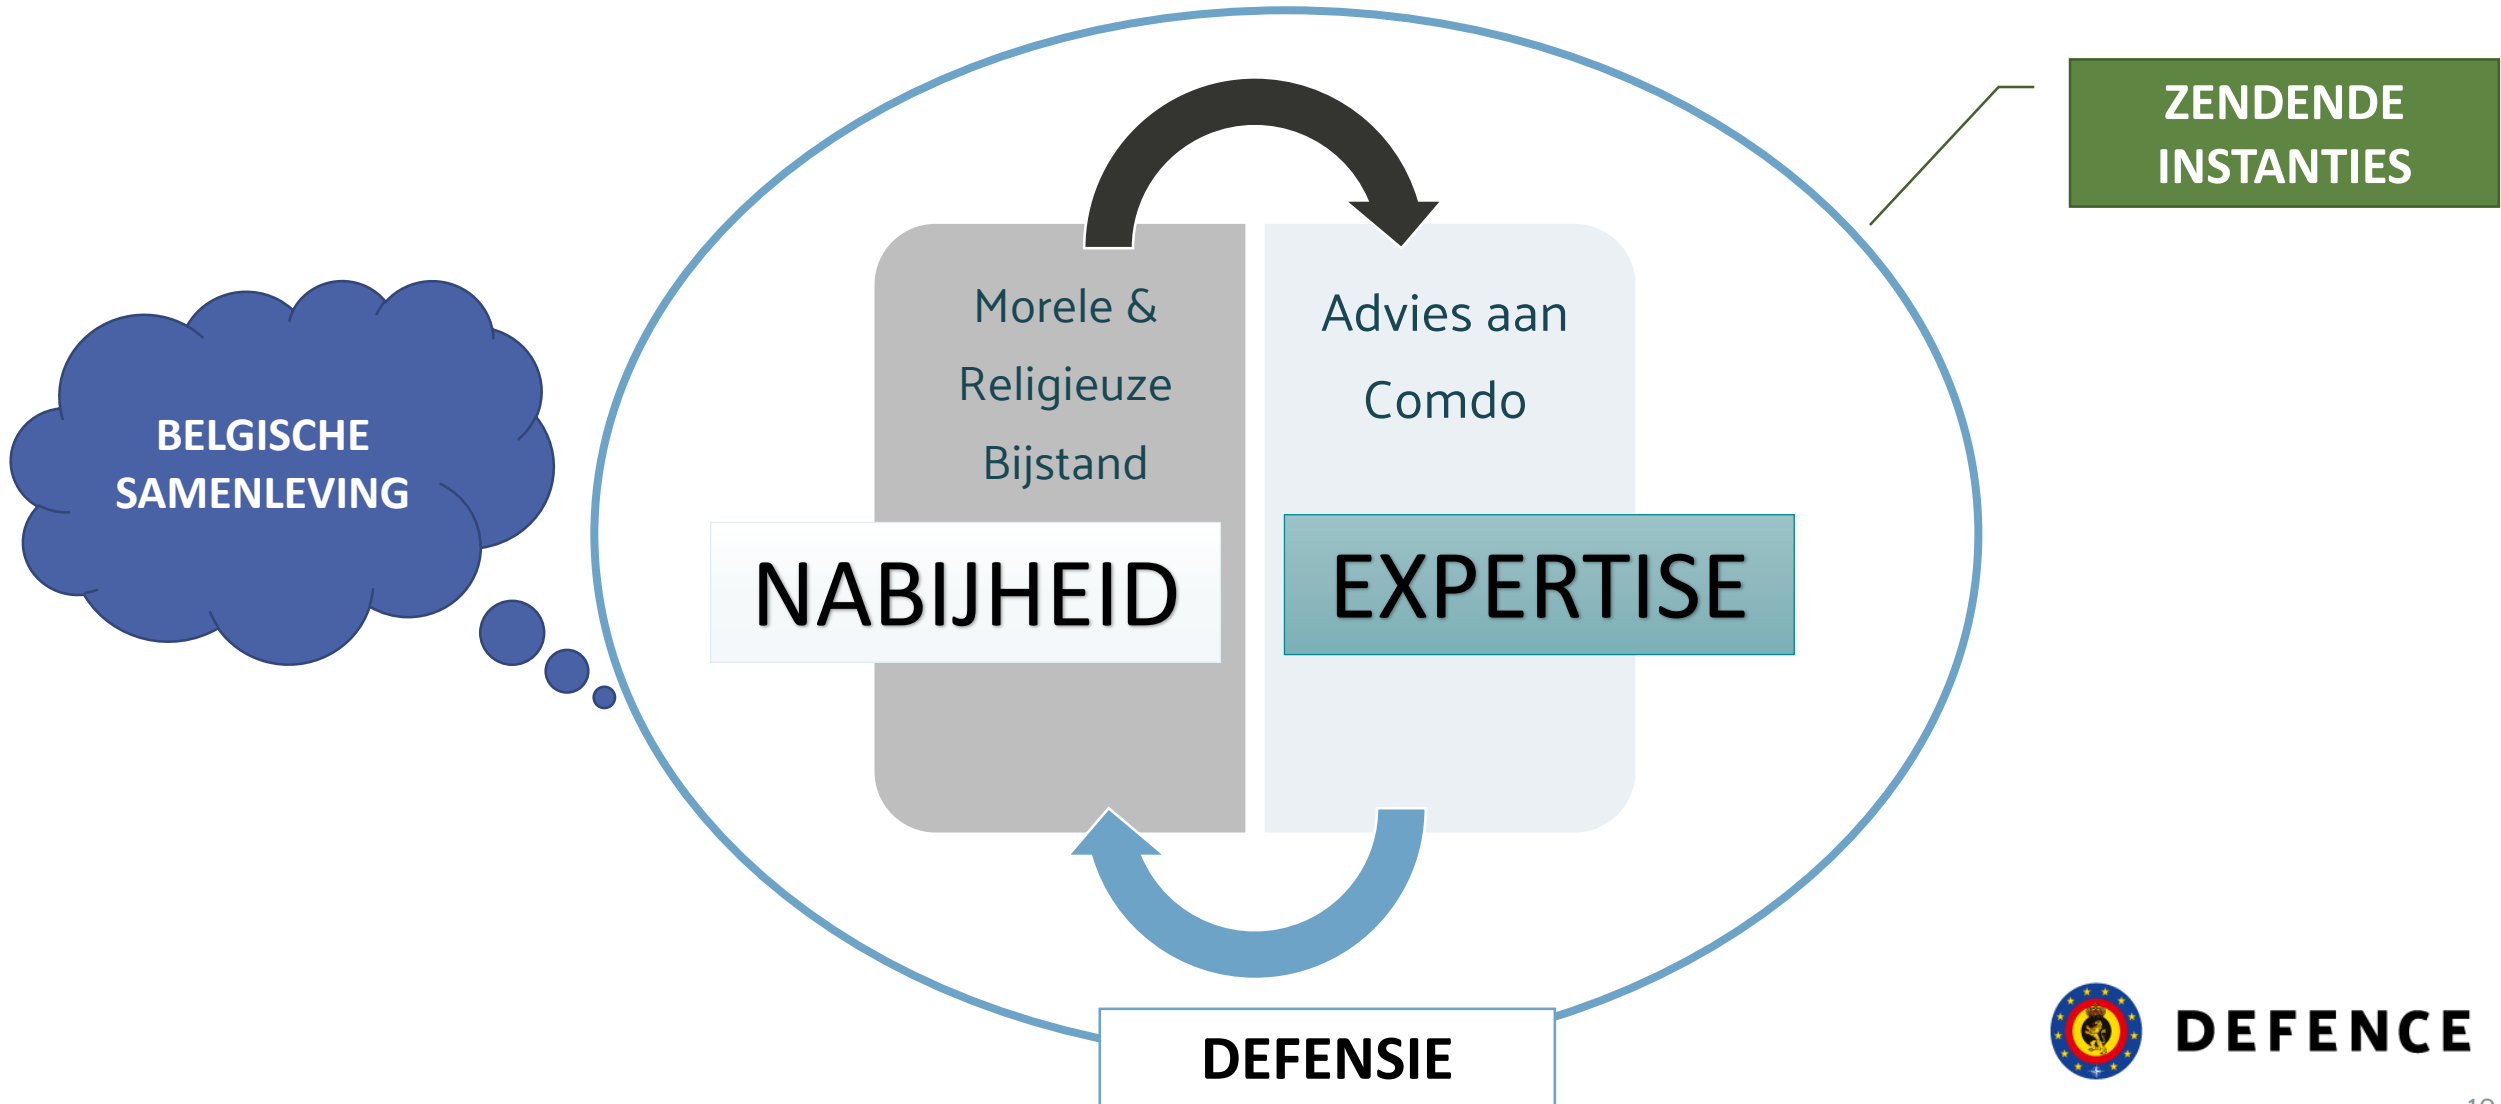 ZENDENDE
INSTANTIES
Morele &
Religieuze
Bijstand
Advies aan
Comdo
BELGISCHE
SAMENLEVING
NABIJHEID
EXPERTISE
DEFENSIE
DEFENCE